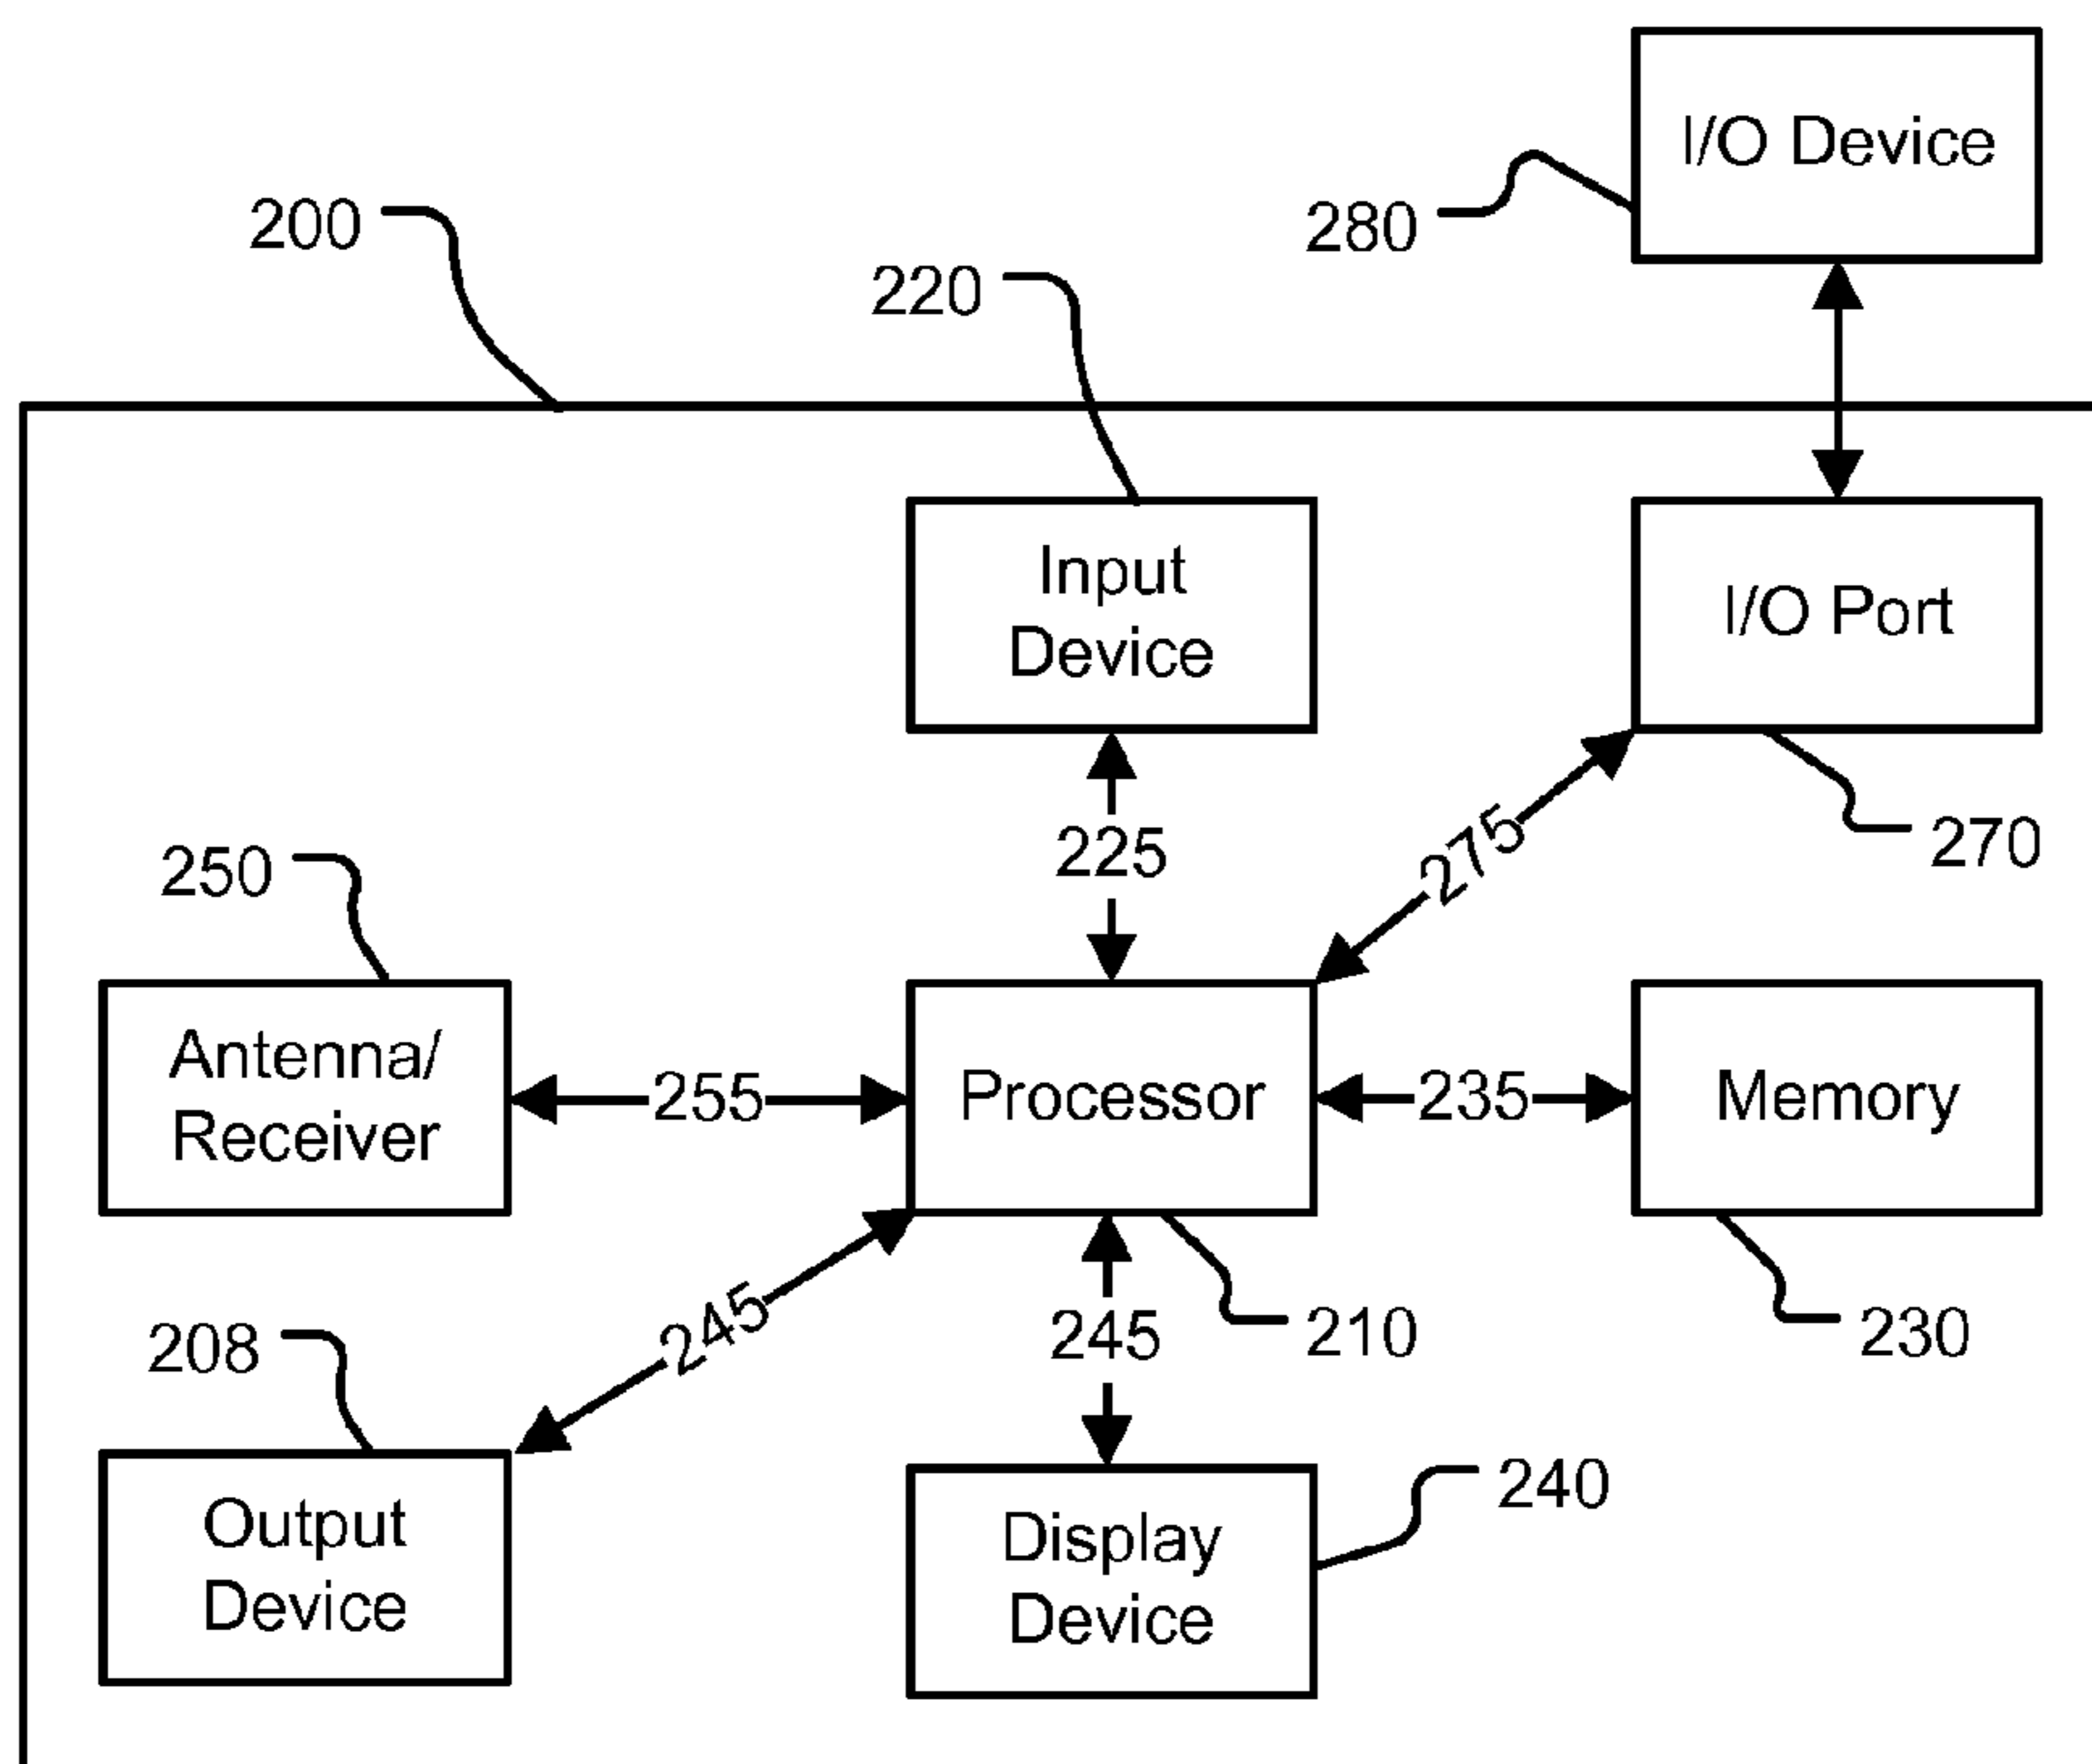 I/O Device
200
280
220
Input
Device
I/O Port
225
275
270
250
Antenna/
Receiver
255
Processor
235
Memory
245
245
210
230
208
Output
Device
Display
Device
240